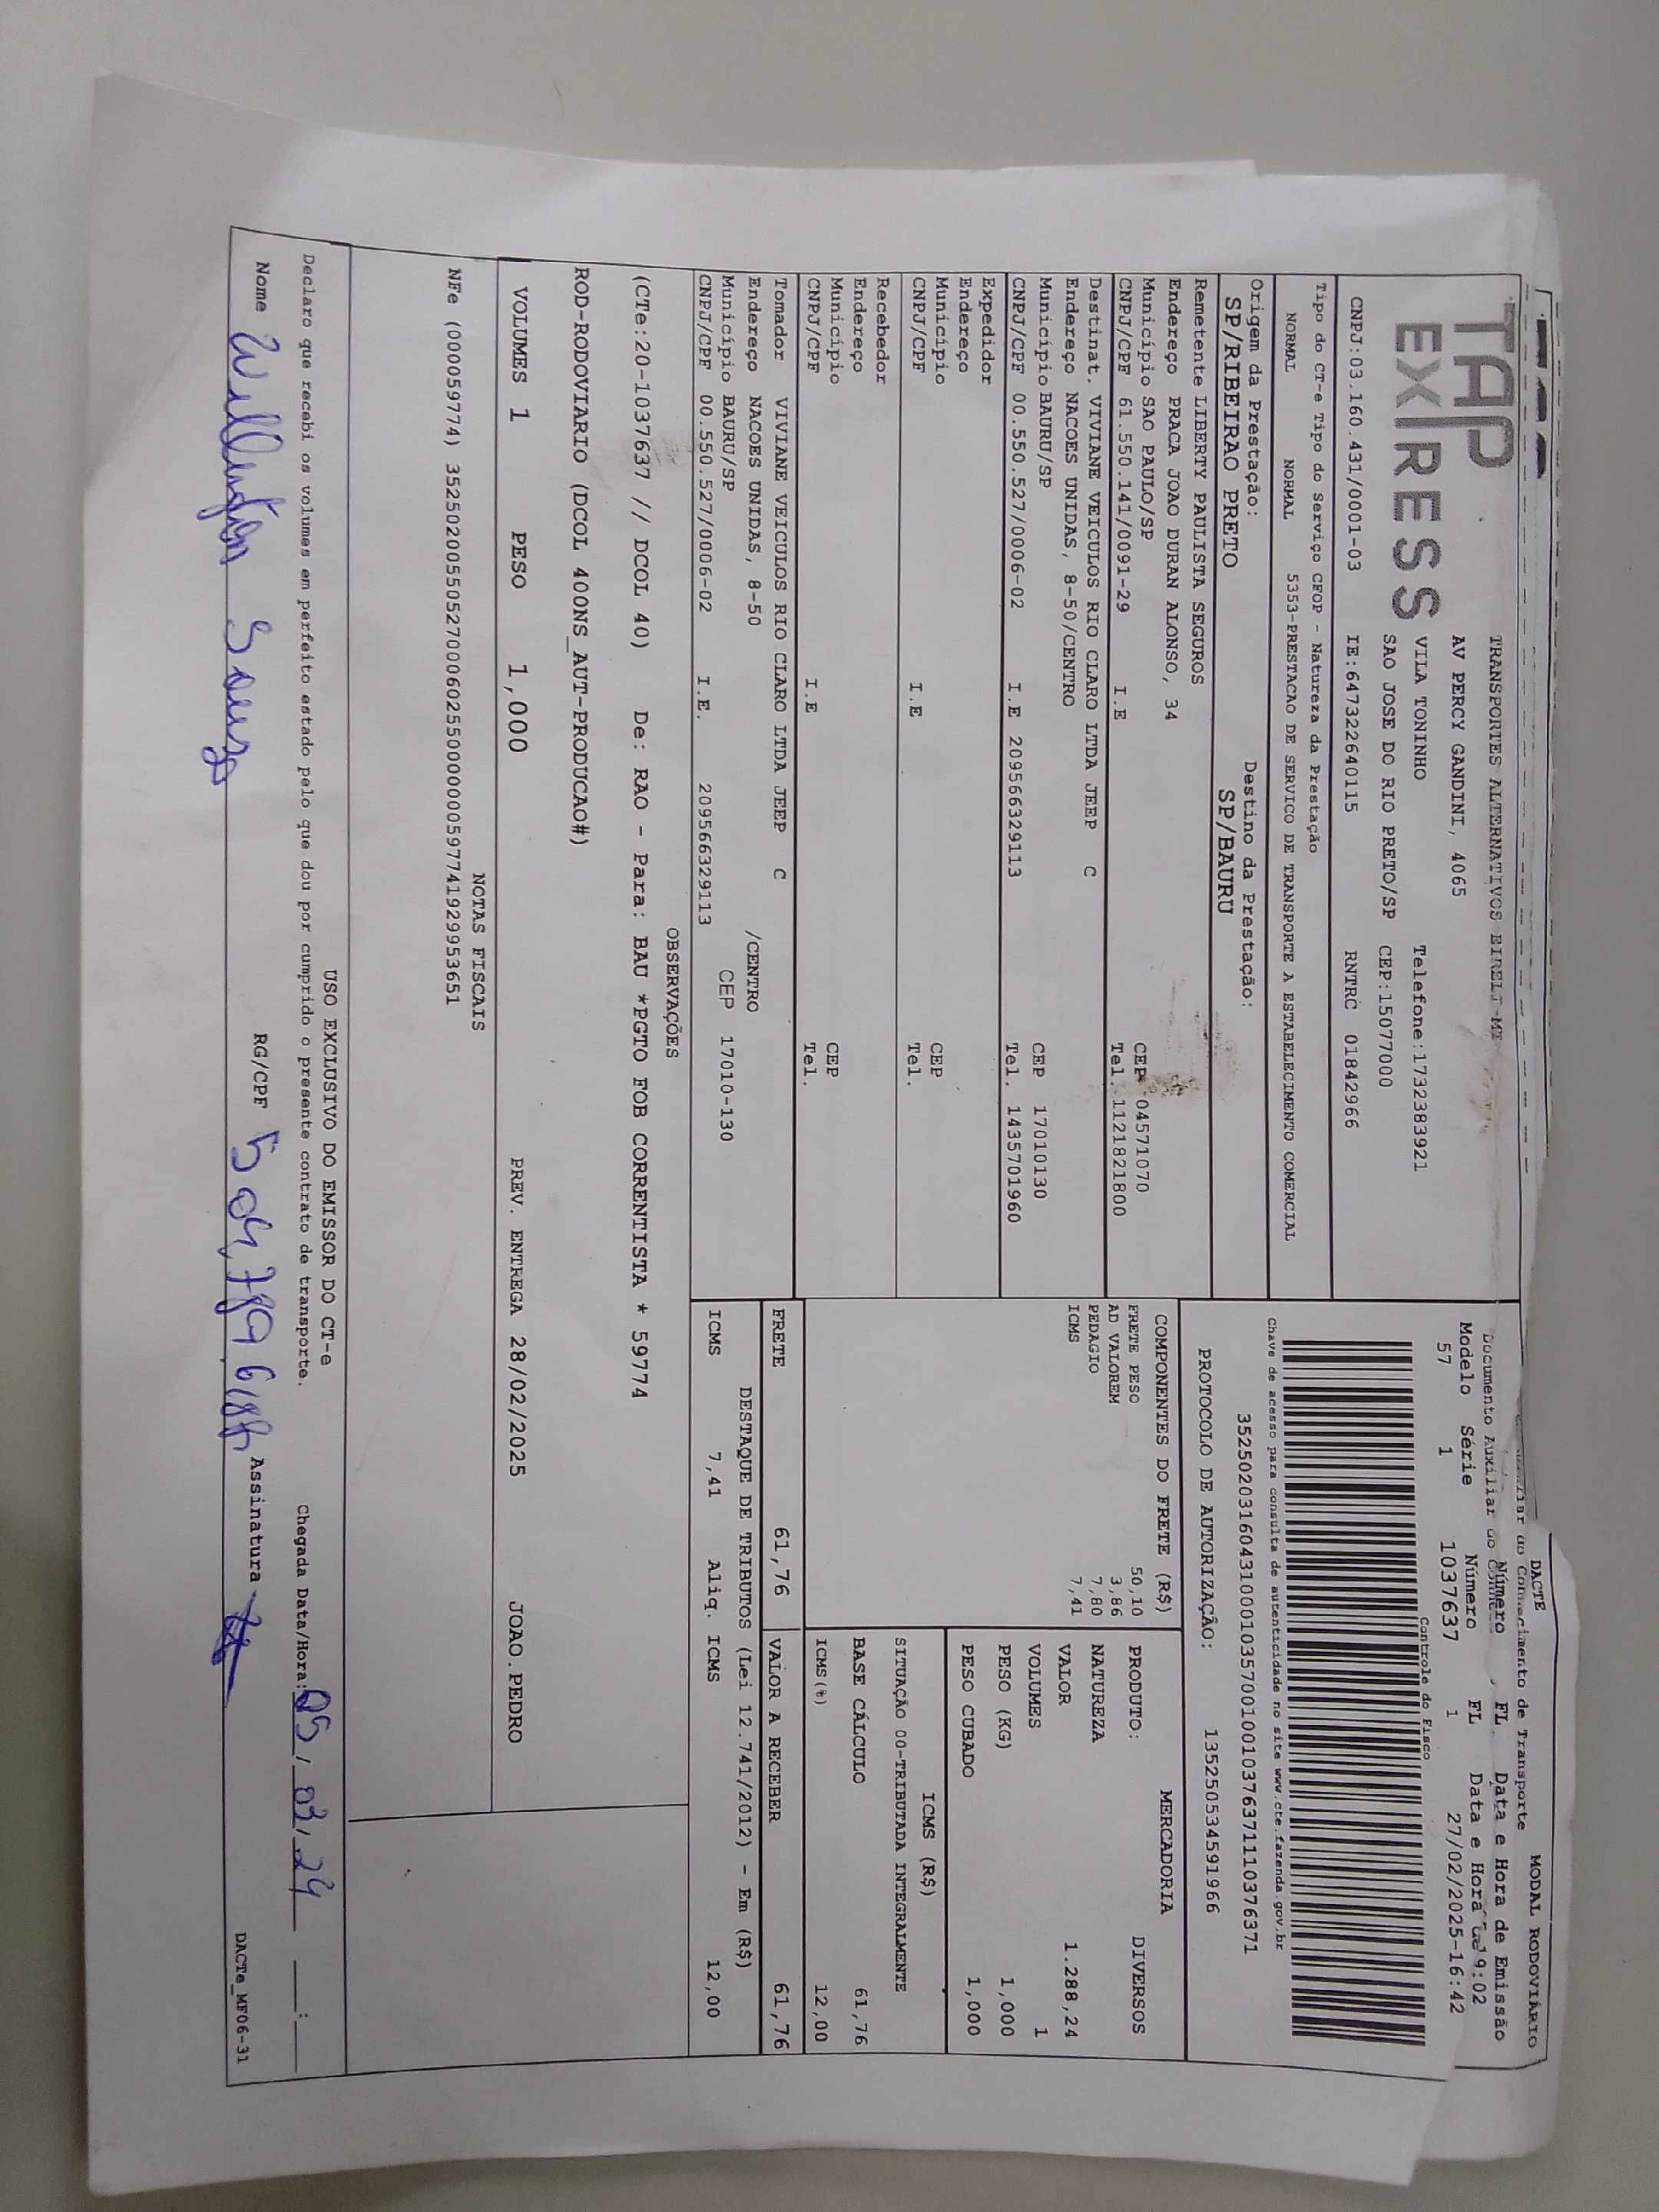 TAP
EXPRESS
TRANSPORTES ALTERNATIVOS EIRELI-ME
AV PERCY GANDINI, 4065
VILA TONINHO Telefone:1732383921
SAO JOSE DO RIO PRETO/SP CEP:15077000
CNPJ:03.160.431/0001-03 IE:647322640115 RNTRC 01842966
DACTE MODAL RODOVIÁRIO
Documento Auxiliar do
Conhecimento de Transporte
Número FL Data e Hora de Emissão
Modelo Série Número FL Data e Hora 9:02
57 1 1037637 1 27/02/2025-16:42
Controle do Fisco
Tipo do CT-e Tipo do Serviço CFOP - Natureza da Prestação
NORMAL NORMAL 5353-PRESTACAO DE SERVICO DE TRANSPORTE A ESTABELECIMENTO COMERCIAL
Chave de acesso para consulta de autenticidade no site www.cte.fazenda.gov.br
35250203160431000103570010010376371110376371
Origem da Prestação: Destino da Prestação:
SP/RIBEIRAO PRETO SP/BAURU
PROTOCOLO DE AUTORIZAÇÃO: 135250534591966
Remetente LIBERTY PAULISTA SEGUROS
Endereço PRACA JOAO DURAN ALONSO, 34
Município SAO PAULO/SP CEP 04571070
CNPJ/CPF 61.550.141/0091-29 I.E Tel. 1121821800
Destinat. VIVIANE VEICULOS RIO CLARO LTDA JEEP C
Endereço NACOES UNIDAS, 8-50/CENTRO
Município BAURU/SP CEP 17010130
CNPJ/CPF 00.550.527/0006-02 I.E 209566329113 Tel. 1435701960
Expedidor
Endereço
Município CEP
CNPJ/CPF I.E Tel.
Recebedor
Endereço
Município CEP
CNPJ/CPF I.E Tel.
Tomador VIVIANE VEICULOS RIO CLARO LTDA JEEP C
Endereço NACOES UNIDAS, 8-50 /CENTRO
Município BAURU/SP CEP 17010-130
CNPJ/CPF 00.550.527/0006-02 I.E. 209566329113
COMPONENTES DO FRETE (R$)
FRETE PESO 50,10
AD VALOREM 3,86
PEDAGIO 7,80
ICMS 7,41
MERCADORIA
PRODUTO: DIVERSOS
NATUREZA
VALOR 1.288,24
VOLUMES 1
PESO (KG) 1,000
PESO CUBADO 1,000
ICMS (R$)
SITUAÇÃO 00-TRIBUTADA INTEGRALMENTE
BASE CÁLCULO 61,76
ICMS(%) 12,00
FRETE 61,76 VALOR A RECEBER 61,76
DESTAQUE DE TRIBUTOS (Lei 12.741/2012) - Em (R$)
ICMS 7,41 Aliq. ICMS 12,00
OBSERVAÇÕES
(CTe:20-1037637 // DCOL 40) De: RAO - Para: BAU *PGTO FOB CORRENTISTA * 59774
ROD-RODOVIARIO (DCOL 400NS_AUT-PRODUCAO#)
VOLUMES 1 PESO 1,000 PREV. ENTREGA 28/02/2025 JOAO.PEDRO
NOTAS FISCAIS
NFe (000059774) 35250200550527000602550000000597741929953651
USO EXCLUSIVO DO EMISSOR DO CT-e
Declaro que recebi os volumes em perfeito estado pelo que dou por cumprido o presente contrato de transporte. Chegada Data/Hora: 05/03/24 __:__
Nome Wellington Souza RG/CPF Assinatura
DACTe_MF06-31